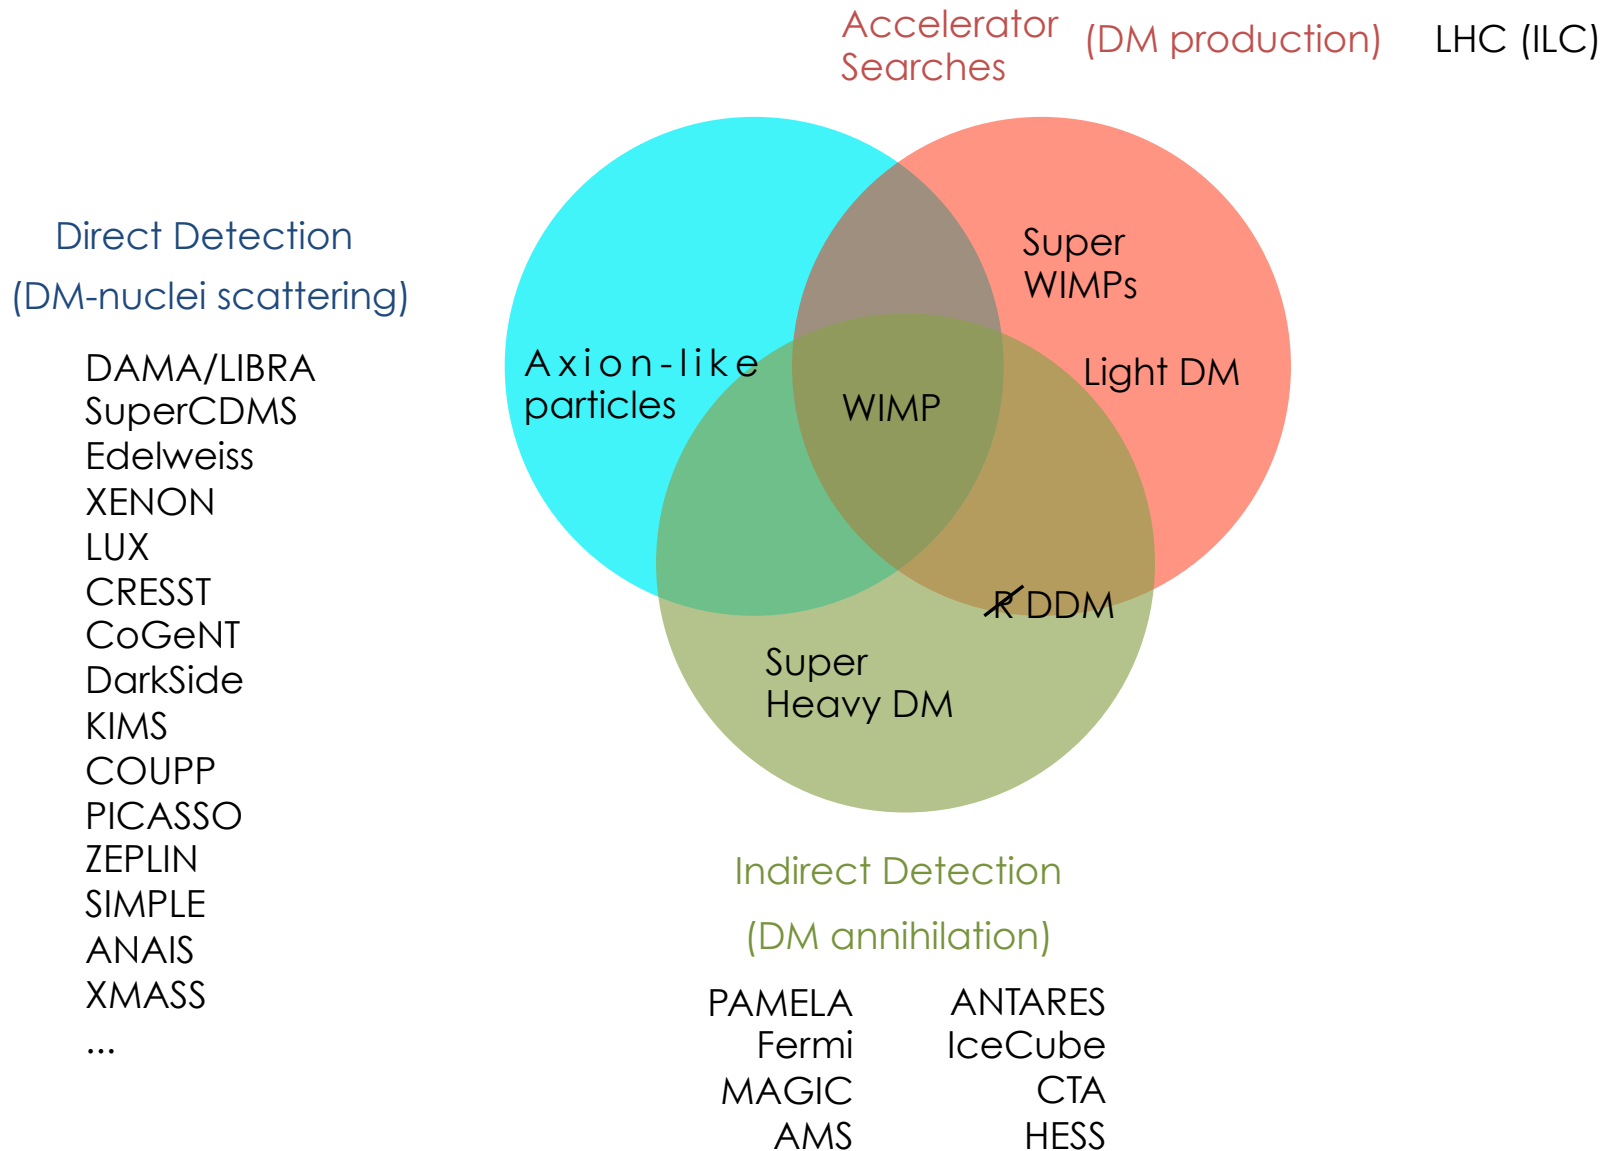 Accelerator
Searches
(DM production)
LHC (ILC)
Direct Detection
(DM-nuclei scattering)
DAMA/LIBRA
SuperCDMS
Edelweiss
XENON
LUX
CRESST
CoGeNT
DarkSide
KIMS
COUPP
PICASSO
ZEPLIN
SIMPLE
ANAIS
XMASS
...
Super
WIMPs
Axion-like
particles
WIMP
Light DM
R̸ DDM
Super
Heavy DM
Indirect Detection
(DM annihilation)
PAMELA
Fermi
MAGIC
AMS
ANTARES
IceCube
CTA
HESS